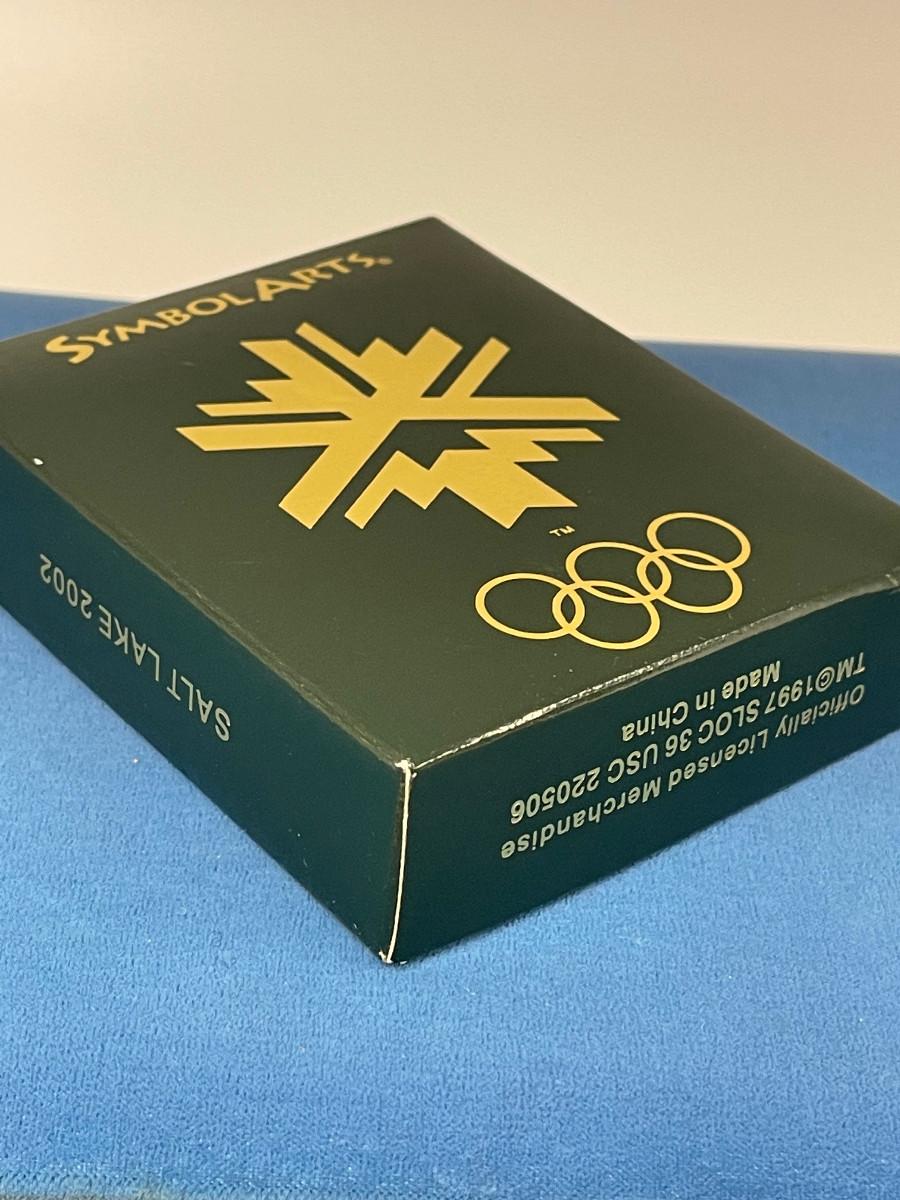 SYMBOLARTS®
TM
SALT LAKE 2002
Officially Licensed Merchandise
TM©1997 SLOC 36 USC 220506
Made in China